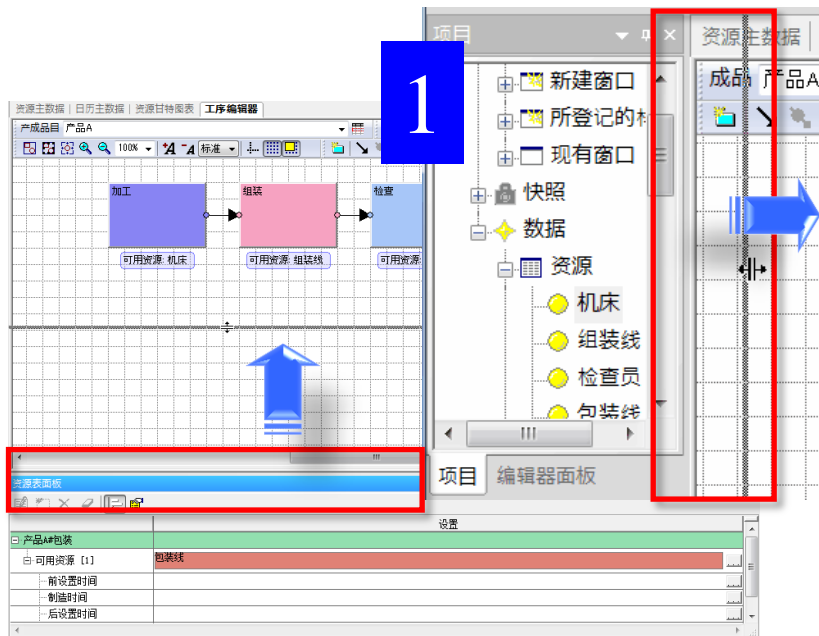 资源主数据 | 日历主数据 | 资源甘特图表 | 工序编辑器
产成品目 产品A
100% 标准
加工
组装
检查
可用资源: 机床
可用资源: 组装线
可用资源
资源表面板
设置
产品A#包装
可用资源 [1] 包装线
前设置时间
制造时间
后设置时间
1
项目
新建窗口
所登记的
现有窗口
快照
数据
资源
机床
组装线
检查员
包装线
项目 编辑器面板
资源主数据
成品 产品A